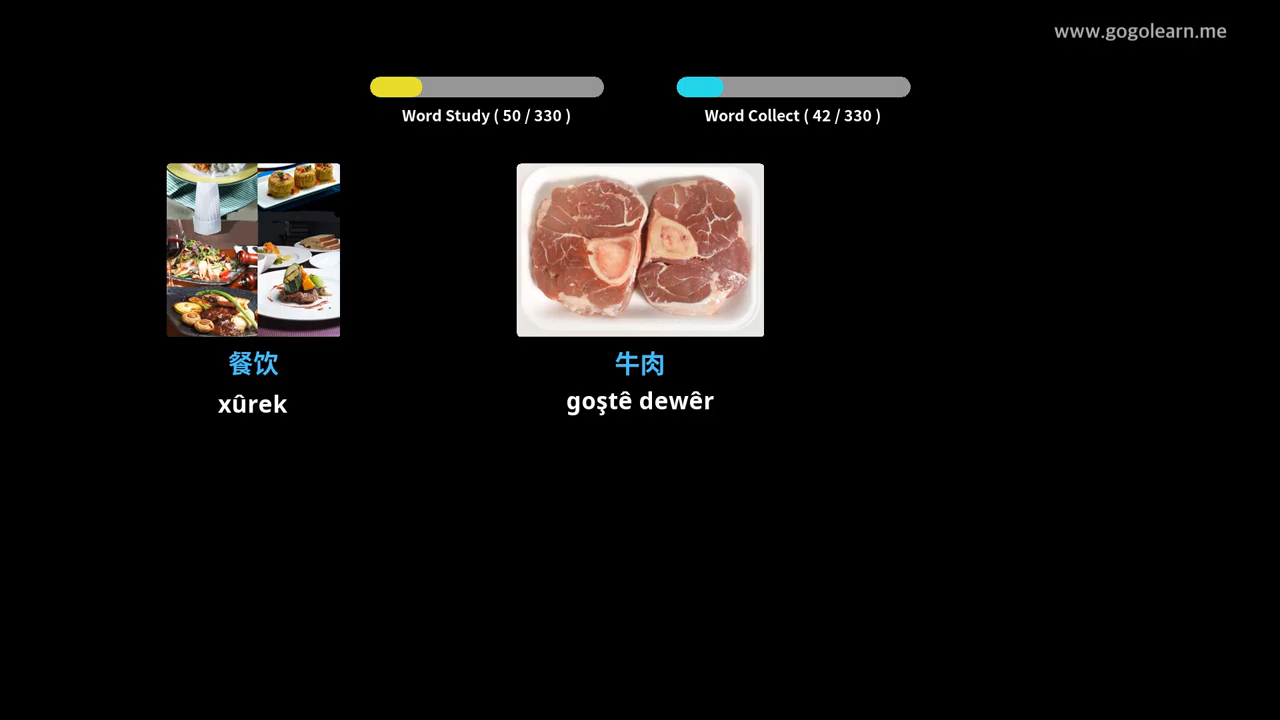 www.gogolearn.me
Word Study ( 50 / 330 )
Word Collect ( 42 / 330 )
餐饮
xûrek
牛肉
goştê dewêr